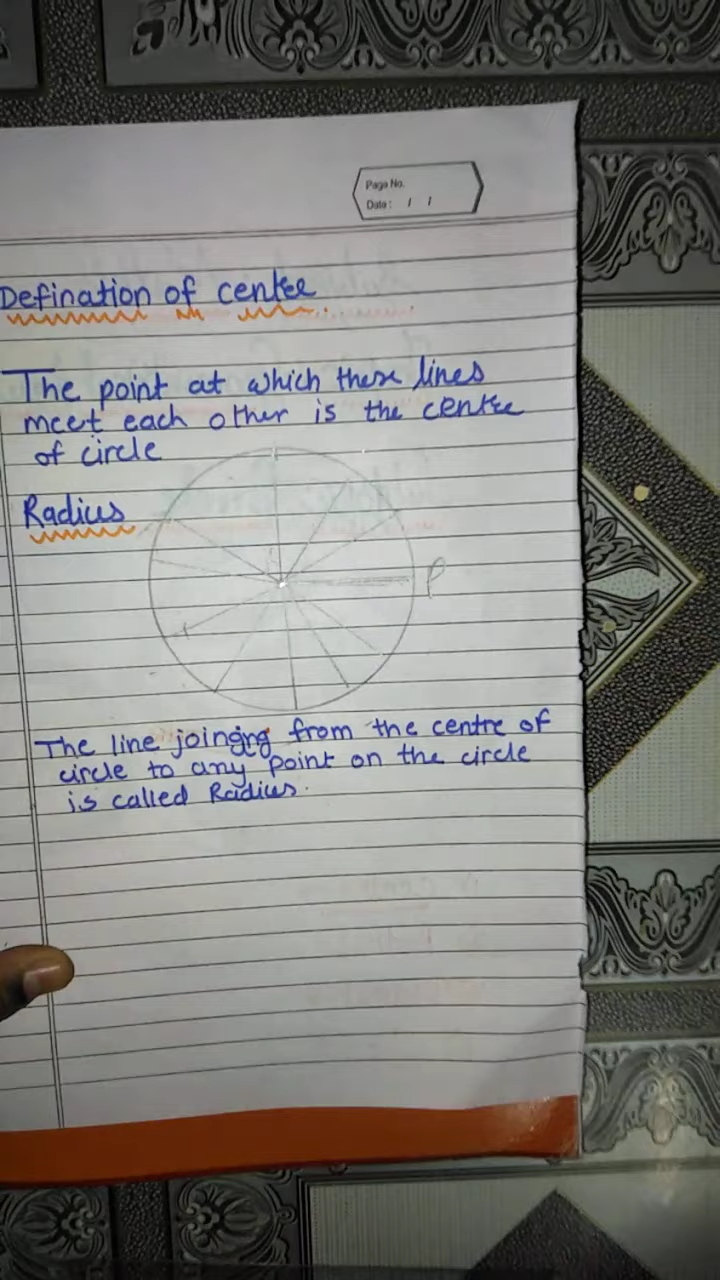 Page No.
Date: / /
Defination of centre
The point at which these lines
meet each other is the centre
of circle
Radius
P
The line joinging from the centre of
circle to any point on the circle
is called Radius.